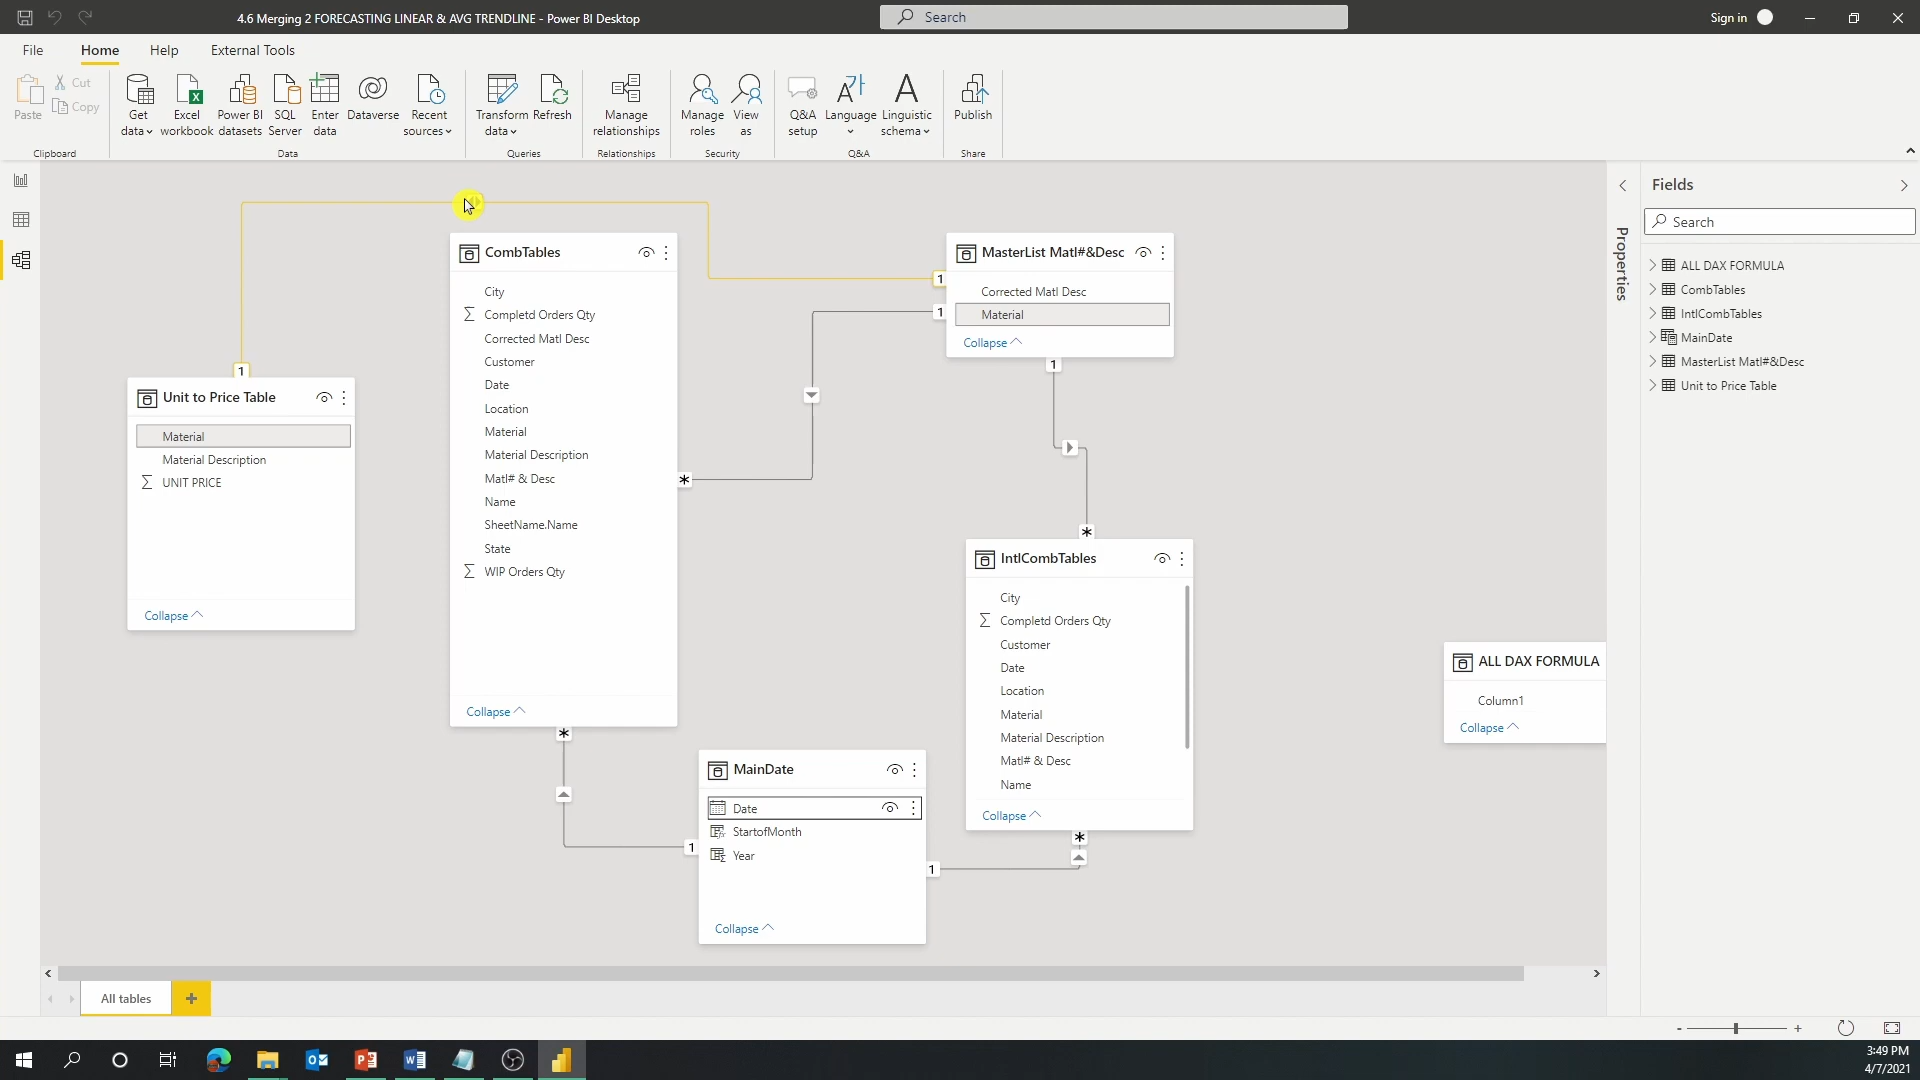 4.6 Merging 2 FORECASTING LINEAR & AVG TRENDLINE - Power BI Desktop
Search
Sign in
File
Home
Help
External Tools
Paste
Cut
Copy
Get data
Excel workbook
Power BI datasets
SQL Server
Enter data
Dataverse
Recent sources
Transform data
Refresh
Manage relationships
Manage roles
View as
Q&A setup
Language
Linguistic schema
Publish
Clipboard
Data
Queries
Relationships
Security
Q&A
Share
CombTables
City
Completd Orders Qty
Corrected Matl Desc
Customer
Date
Location
Material
Material Description
Matl# & Desc
Name
SheetName.Name
State
WIP Orders Qty
Collapse
MasterList Matl#&Desc
Corrected Matl Desc
Material
Collapse
1
1
1
1
Unit to Price Table
Material
Material Description
UNIT PRICE
Collapse
*
*
IntlCombTables
City
Completd Orders Qty
Customer
Date
Location
Material
Material Description
Matl# & Desc
Name
Collapse
*
*
1
1
MainDate
Date
StartofMonth
Year
Collapse
ALL DAX FORMULA
Column1
Collapse
Properties
Fields
Search
ALL DAX FORMULA
CombTables
IntlCombTables
MainDate
MasterList Matl#&Desc
Unit to Price Table
All tables
+
-
+
3:49 PM
4/7/2021